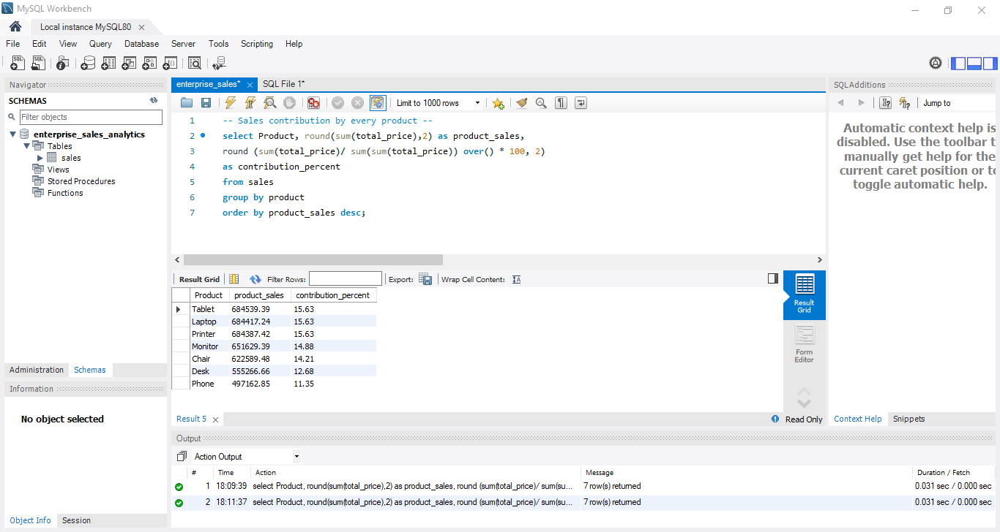 MySQL Workbench
Local instance MySQL80
File Edit View Query Database Server Tools Scripting Help
Navigator
SCHEMAS
Filter objects
enterprise_sales_analytics
Tables
sales
Views
Stored Procedures
Functions
Administration Schemas
Information
No object selected
Object Info Session
enterprise_sales* SQL File 1*
Limit to 1000 rows
1 -- Sales contribution by every product --
2 select Product, round(sum(total_price),2) as product_sales,
3 round (sum(total_price)/ sum(sum(total_price)) over() * 100, 2)
4 as contribution_percent
5 from sales
6 group by product
7 order by product_sales desc;
Result Grid Filter Rows: Export: Wrap Cell Content:
Product product_sales contribution_percent
Tablet 684539.39 15.63
Laptop 684417.24 15.63
Printer 684387.42 15.63
Monitor 651629.39 14.88
Chair 622589.48 14.21
Desk 555266.66 12.68
Phone 497162.85 11.35
Result
Grid
Form
Editor
Result 5 Read Only
SQLAdditions
Jump to
Automatic context help is
disabled. Use the toolbar t
manually get help for the
current caret position or to
toggle automatic help.
Context Help Snippets
Output
Action Output
# Time Action Message Duration / Fetch
1 18:09:39 select Product, round(sum(total_price),2) as product_sales, round (sum(total_price)/ sum(su... 7 row(s) returned 0.031 sec / 0.000 sec
2 18:11:37 select Product, round(sum(total_price),2) as product_sales, round (sum(total_price)/ sum(su... 7 row(s) returned 0.031 sec / 0.000 sec